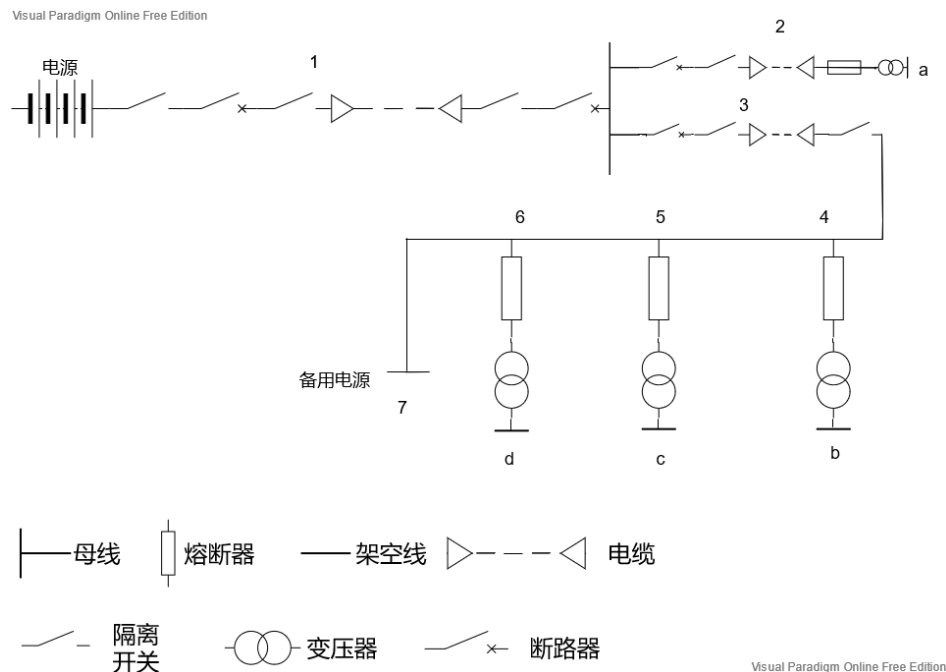 Visual Paradigm Online Free Edition
2
电源
1
a
3
6
5
4
备用电源
7
d
c
b
母线
熔断器
架空线
电缆
隔离
开关
变压器
断路器
Visual Paradigm Online Free Edition